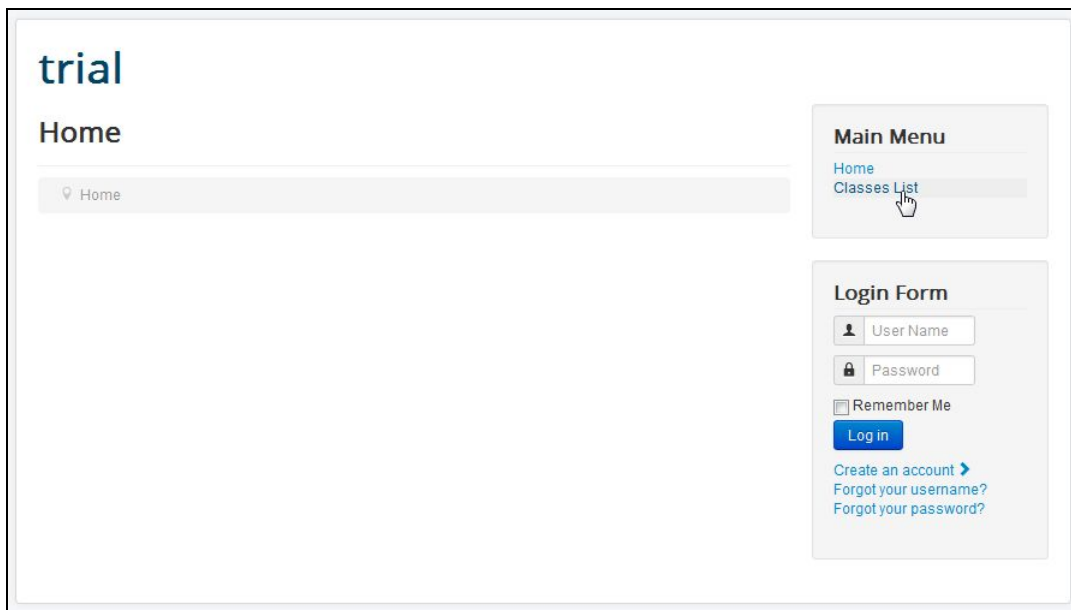 trial
Home
Home
Main Menu
Home
Classes List
Login Form
User Name
Password
Remember Me
Log in
Create an account
Forgot your username?
Forgot your password?